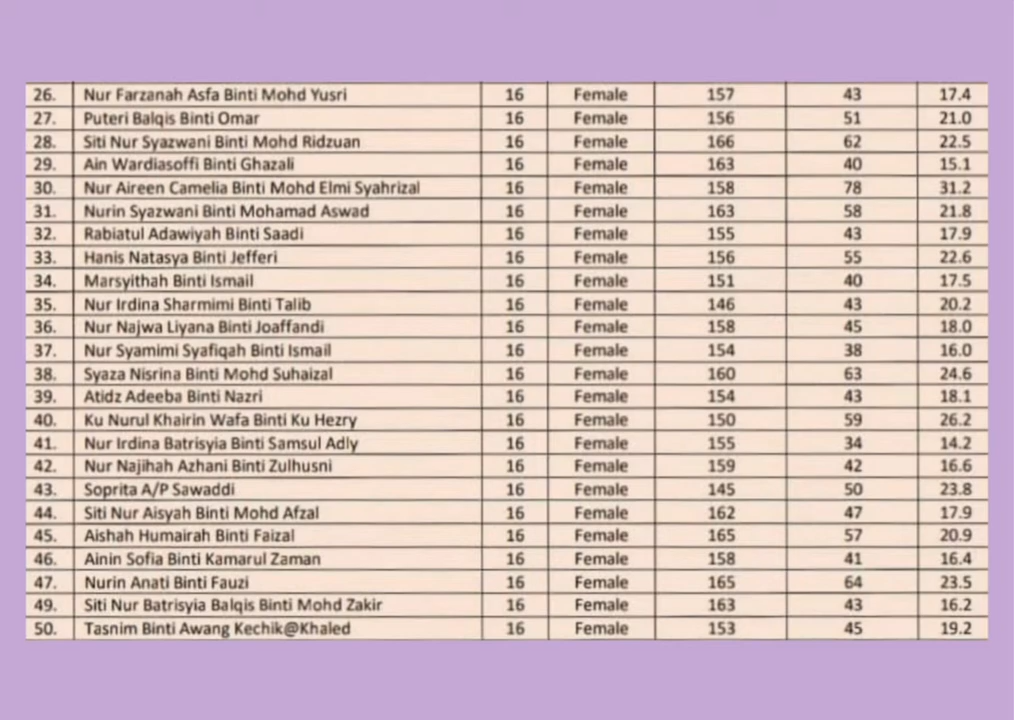 26. Nur Farzanah Asfa Binti Mohd Yusri 16 Female 157 43 17.4
27. Puteri Balqis Binti Omar 16 Female 156 51 21.0
28. Siti Nur Syazwani Binti Mohd Ridzuan 16 Female 166 62 22.5
29. Ain Wardiasoffi Binti Ghazali 16 Female 163 40 15.1
30. Nur Aireen Camelia Binti Mohd Elmi Syahrizal 16 Female 158 78 31.2
31. Nurin Syazwani Binti Mohamad Aswad 16 Female 163 58 21.8
32. Rabiatul Adawiyah Binti Saadi 16 Female 155 43 17.9
33. Hanis Natasya Binti Jefferi 16 Female 156 55 22.6
34. Marsyithah Binti Ismail 16 Female 151 40 17.5
35. Nur Irdina Sharmimi Binti Talib 16 Female 146 43 20.2
36. Nur Najwa Liyana Binti Joaffandi 16 Female 158 45 18.0
37. Nur Syamimi Syafiqah Binti Ismail 16 Female 154 38 16.0
38. Syaza Nisrina Binti Mohd Suhaizal 16 Female 160 63 24.6
39. Atidz Adeeba Binti Nazri 16 Female 154 43 18.1
40. Ku Nurul Khairin Wafa Binti Ku Hezry 16 Female 150 59 26.2
41. Nur Irdina Batrisyia Binti Samsul Adly 16 Female 155 34 14.2
42. Nur Najihah Azhani Binti Zulhusni 16 Female 159 42 16.6
43. Soprita A/P Sawaddi 16 Female 145 50 23.8
44. Siti Nur Aisyah Binti Mohd Afzal 16 Female 162 47 17.9
45. Aishah Humairah Binti Faizal 16 Female 165 57 20.9
46. Ainin Sofia Binti Kamarul Zaman 16 Female 158 41 16.4
47. Nurin Anati Binti Fauzi 16 Female 165 64 23.5
49. Siti Nur Batrisyia Balqis Binti Mohd Zakir 16 Female 163 43 16.2
50. Tasnim Binti Awang Kechik@Khaled 16 Female 153 45 19.2